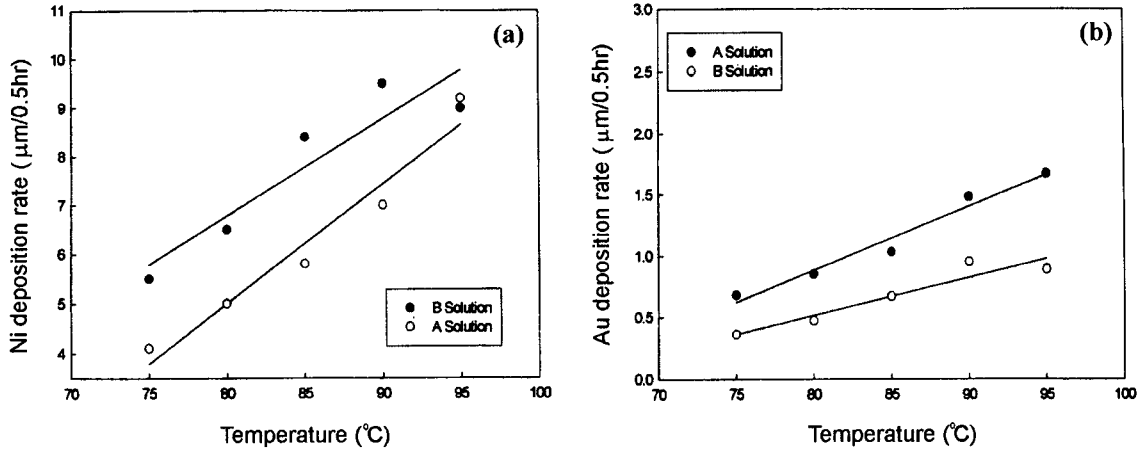 (a)
Ni deposition rate ( μm/0.5hr)
11
10
9
8
7
6
5
4
B Solution
A Solution
70 75 80 85 90 95 100
Temperature (℃)
(b)
Au deposition rate ( μm/0.5hr)
3.0
2.5
2.0
1.5
1.0
0.5
0.0
A Solution
B Solution
70 75 80 85 90 95 100
Temperature (℃)